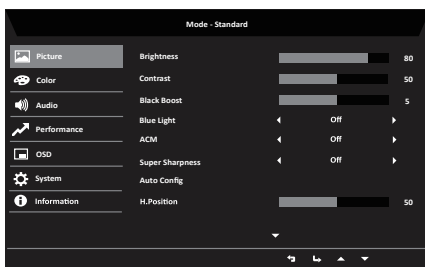 Mode - Standard
Picture
Color
Audio
Performance
OSD
System
Information
Brightness 80
Contrast 50
Black Boost 5
Blue Light Off
ACM Off
Super Sharpness Off
Auto Config
H.Position 50